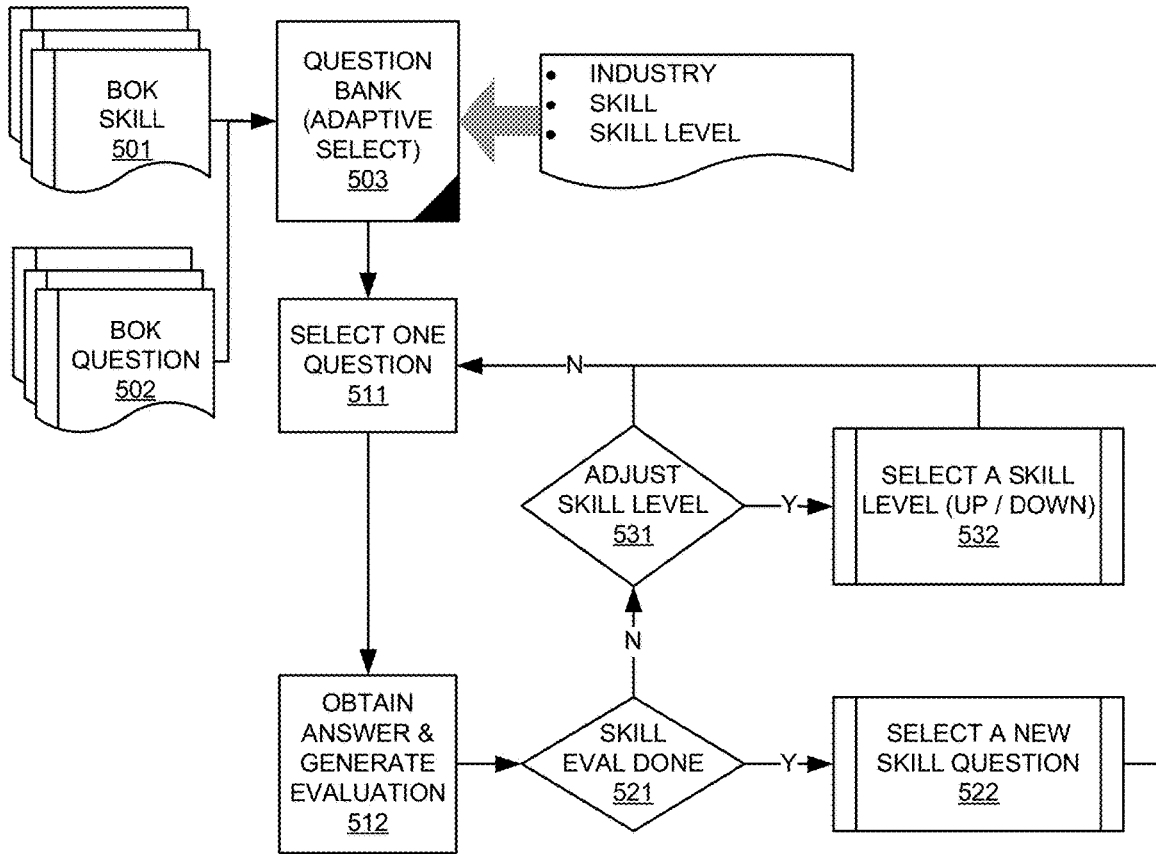 BOK
SKILL
501
QUESTION
BANK
(ADAPTIVE
SELECT)
503
• INDUSTRY
• SKILL
• SKILL LEVEL
BOK
QUESTION
502
SELECT ONE
QUESTION
511
N
ADJUST
SKILL LEVEL
531
Y
SELECT A SKILL
LEVEL (UP / DOWN)
532
N
OBTAIN
ANSWER &
GENERATE
EVALUATION
512
SKILL
EVAL DONE
521
Y
SELECT A NEW
SKILL QUESTION
522